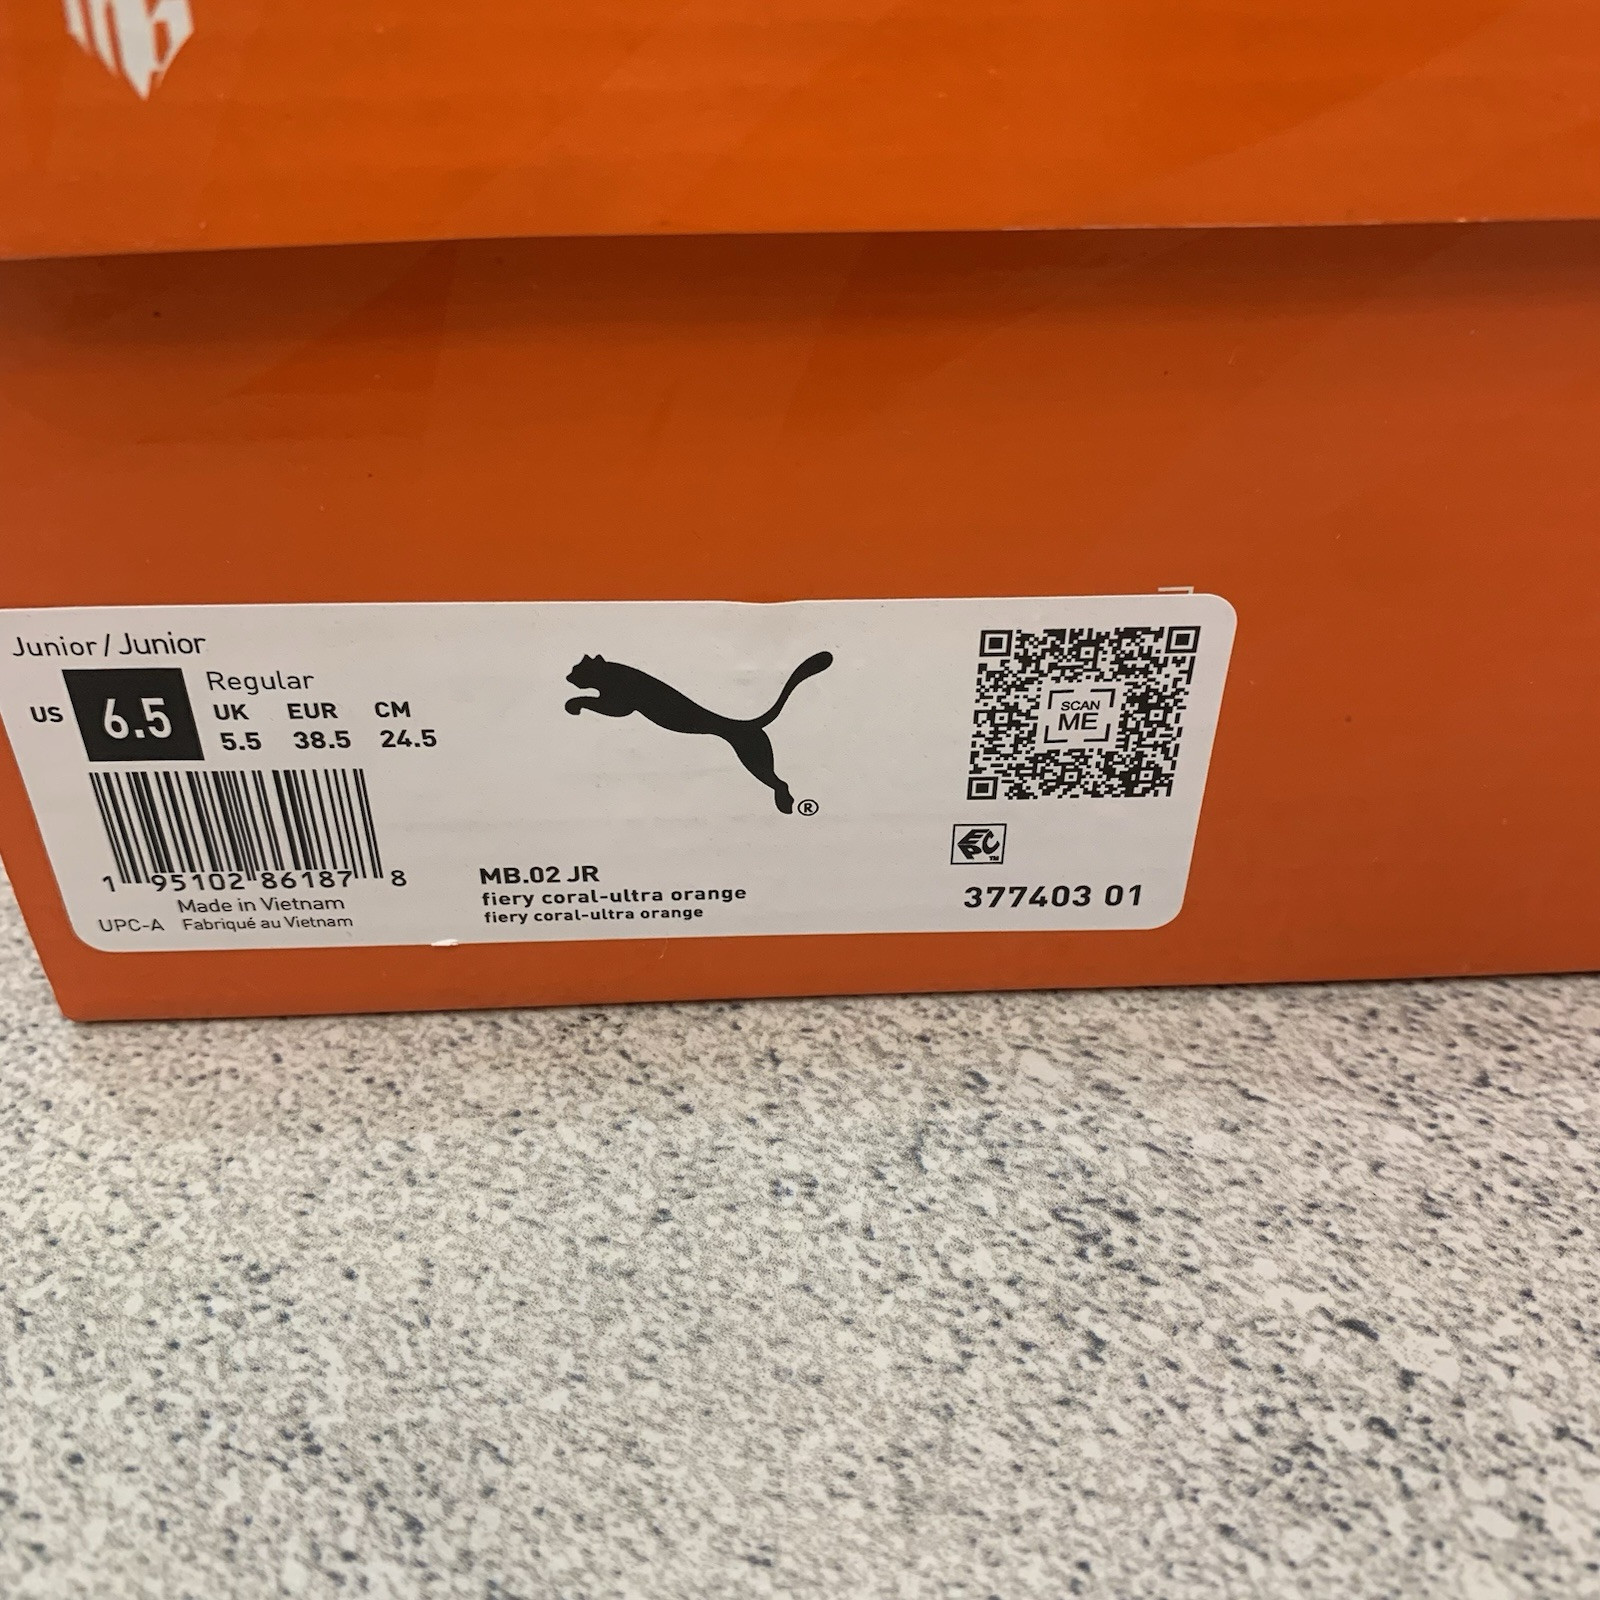 mb
Junior / Junior
US 6.5 Regular
UK EUR CM
5.5 38.5 24.5
SCAN
ME
®
EPC™
1 95102 86187 8
MB.02 JR
fiery coral-ultra orange
fiery coral-ultra orange
377403 01
Made in Vietnam
UPC-A Fabriqué au Vietnam